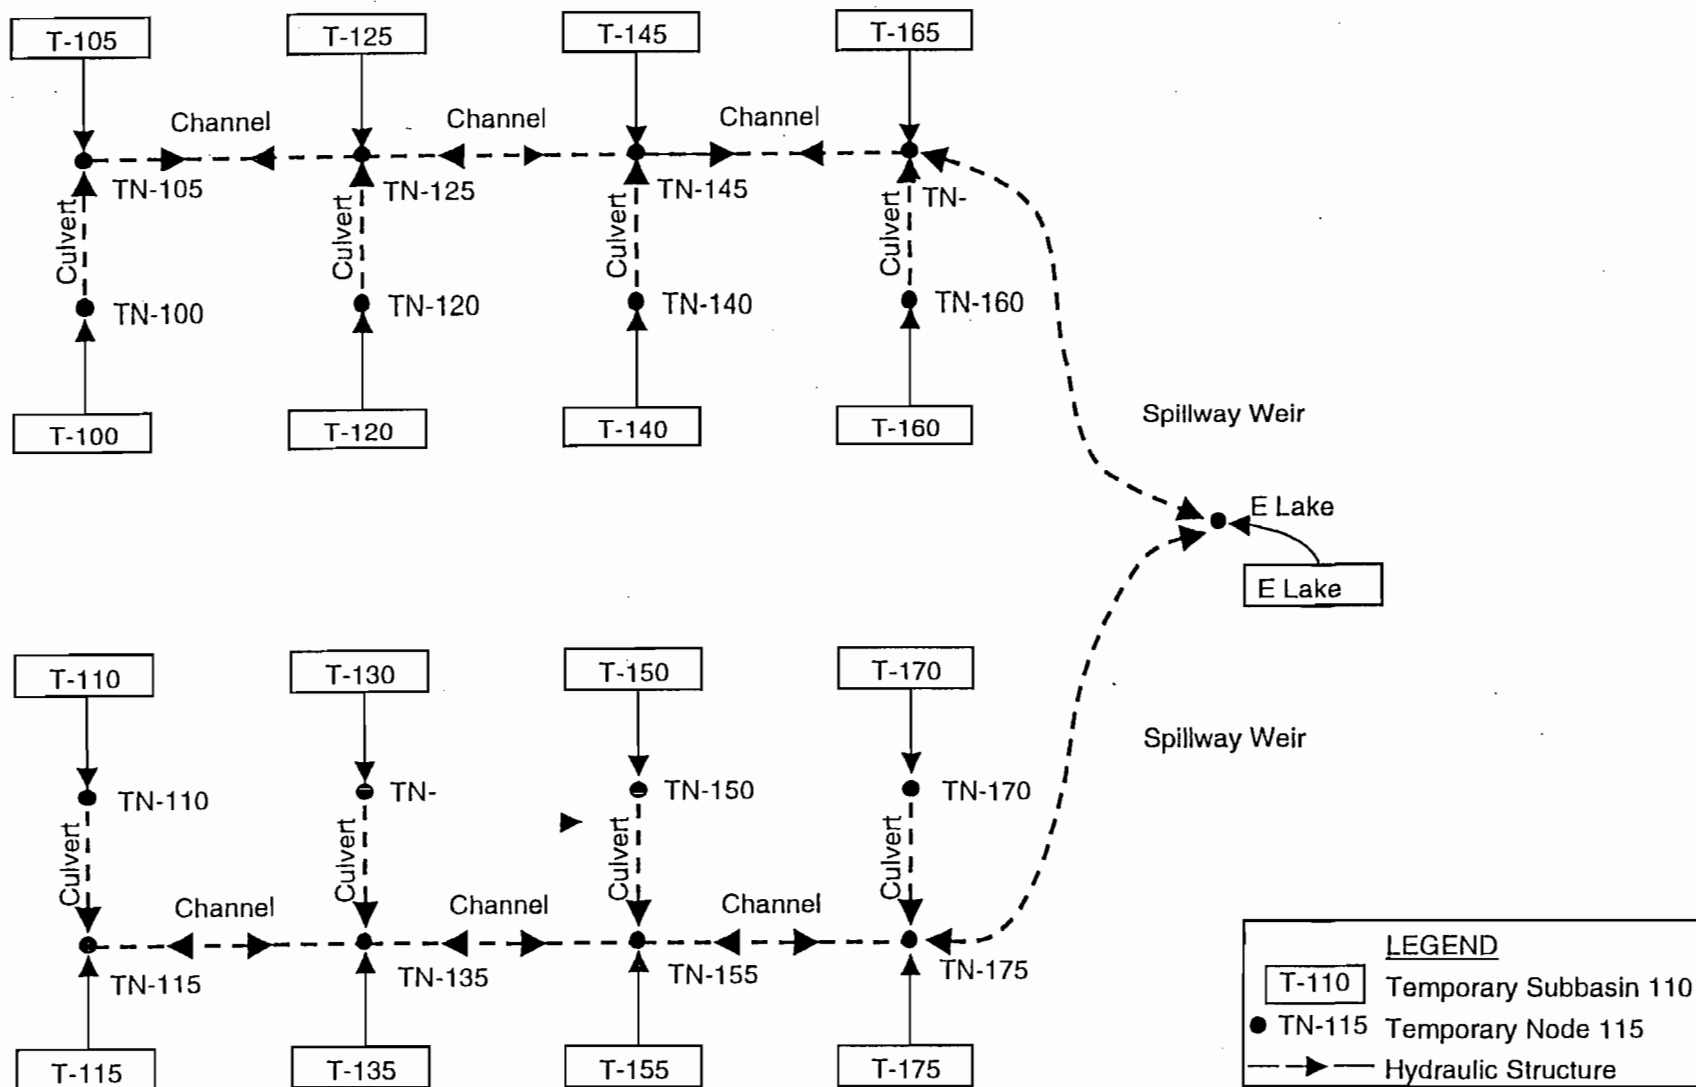 T-105
T-125
T-145
T-165
Channel
Channel
Channel
TN-105
TN-125
TN-145
TN-
Culvert
Culvert
Culvert
Culvert
TN-100
TN-120
TN-140
TN-160
T-100
T-120
T-140
T-160
Spillway Weir
E Lake
E Lake
T-110
T-130
T-150
T-170
Spillway Weir
TN-110
TN-
TN-150
TN-170
Culvert
Culvert
Culvert
Culvert
Channel
Channel
Channel
TN-115
TN-135
TN-155
TN-175
T-115
T-135
T-155
T-175
LEGEND
T-110 Temporary Subbasin 110
TN-115 Temporary Node 115
Hydraulic Structure